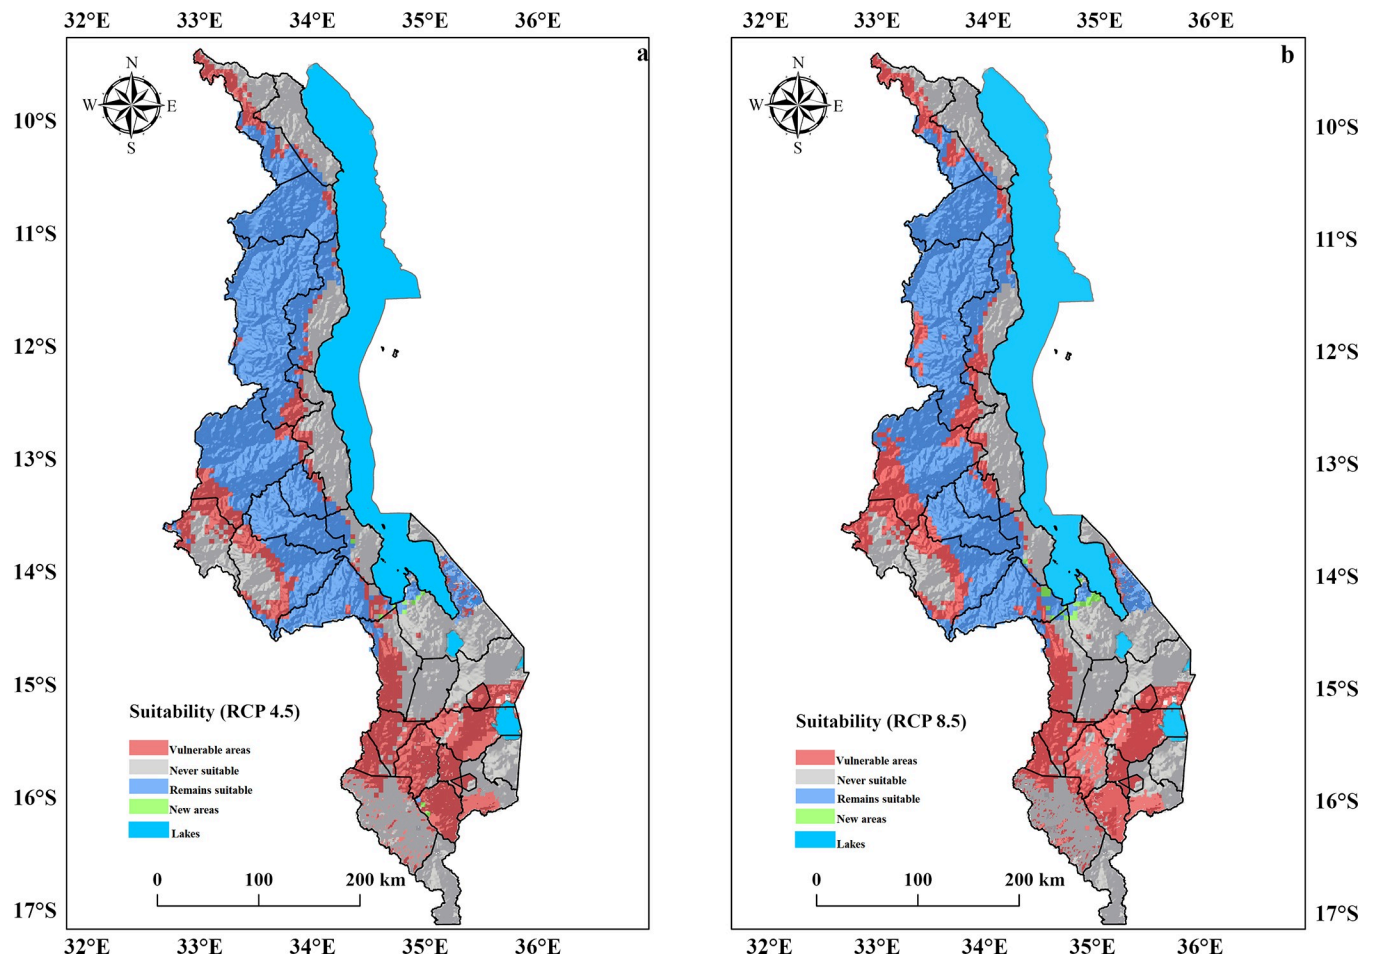 32°E 33°E 34°E 35°E 36°E
a
N
W E
S
10°S
11°S
12°S
13°S
14°S
15°S
16°S
17°S
Suitability (RCP 4.5)
Vulnerable areas
Never suitable
Remains suitable
New areas
Lakes
0 100 200 km
32°E 33°E 34°E 35°E 36°E
32°E 33°E 34°E 35°E 36°E
b
N
W E
S
10°S
11°S
12°S
13°S
14°S
15°S
16°S
17°S
Suitability (RCP 8.5)
Vulnerable areas
Never suitable
Remains suitable
New areas
Lakes
0 100 200 km
32°E 33°E 34°E 35°E 36°E